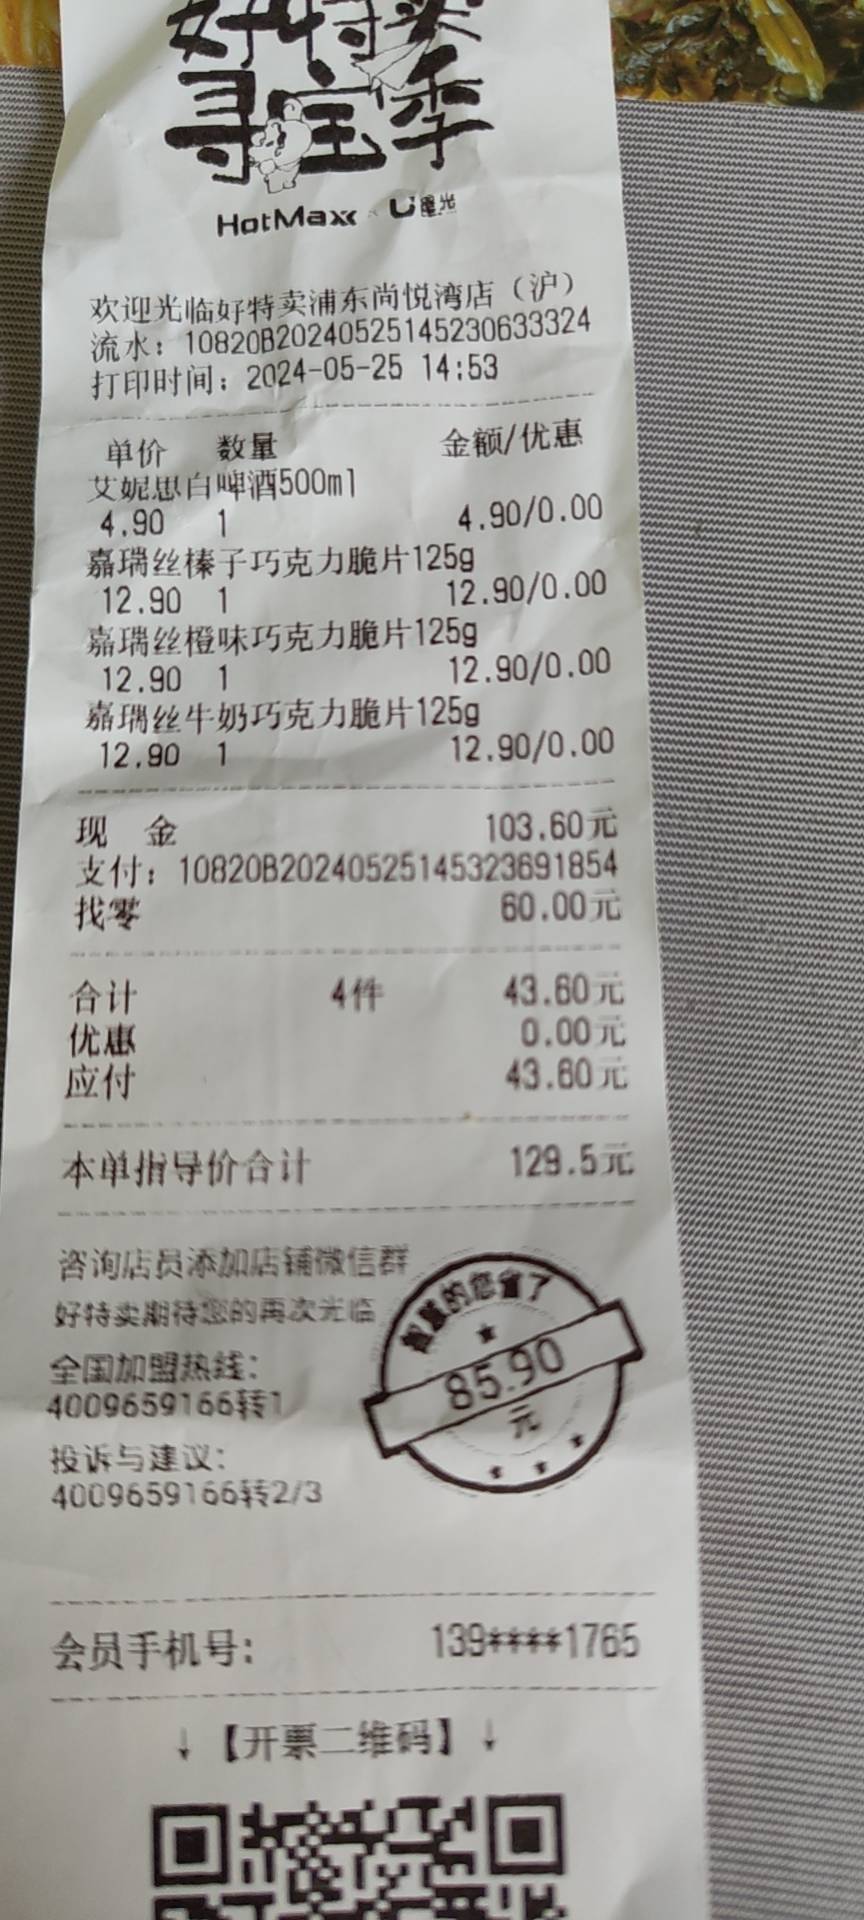 好特卖
寻宝季
HotMaxx × U星光
欢迎光临好特卖浦东尚悦湾店（沪）
流水：10820B20240525145230633324
打印时间：2024-05-25 14:53
单价 数量 金额/优惠
艾妮思白啤酒500ml
4.90 1 4.90/0.00
嘉瑞丝榛子巧克力脆片125g
12.90 1 12.90/0.00
嘉瑞丝橙味巧克力脆片125g
12.90 1 12.90/0.00
嘉瑞丝牛奶巧克力脆片125g
12.90 1 12.90/0.00
现 金 103.60元
支付：10820B20240525145323691854
找零 60.00元
合计 4件 43.60元
优惠 0.00元
应付 43.60元
本单指导价合计 129.5元
咨询店员添加店铺微信群
好特卖期待您的再次光临
全国加盟热线：
4009659166转1
投诉与建议：
4009659166转2/3
的您省了
85.90
元
会员手机号： 139****1765
↓【开票二维码】↓